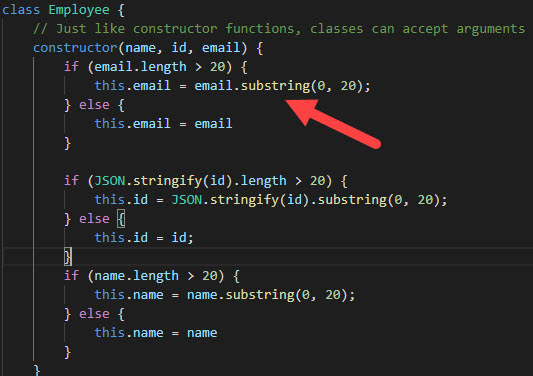 class Employee {
    // Just like constructor functions, classes can accept arguments
    constructor(name, id, email) {
        if (email.length > 20) {
            this.email = email.substring(0, 20);
        } else {
            this.email = email
        }

        if (JSON.stringify(id).length > 20) {
            this.id = JSON.stringify(id).substring(0, 20);
        } else {
            this.id = id;
        }
        if (name.length > 20) {
            this.name = name.substring(0, 20);
        } else {
            this.name = name
        }
    }